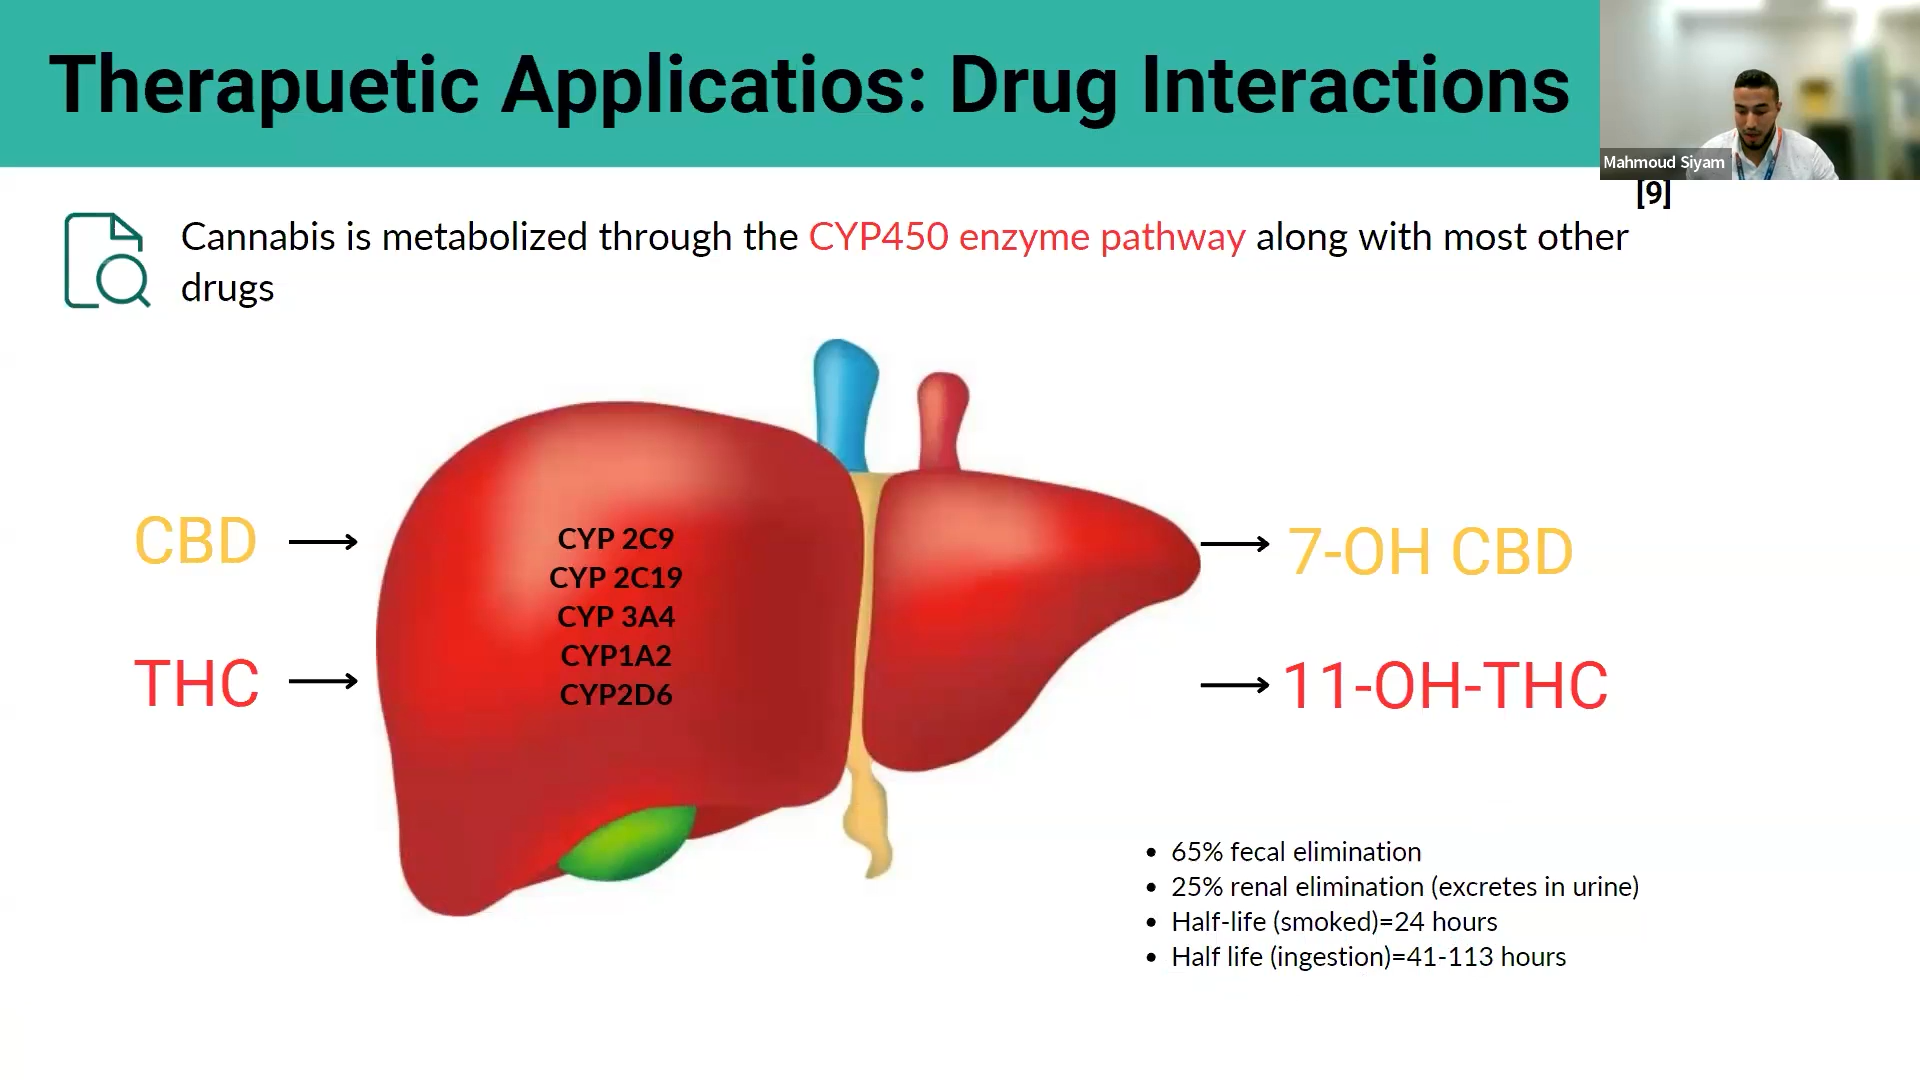 Therapuetic Applicatios: Drug Interactions
Mahmoud Siyam
[9]
Cannabis is metabolized through the CYP450 enzyme pathway along with most other
drugs
CBD
THC
CYP 2C9
CYP 2C19
CYP 3A4
CYP1A2
CYP2D6
7-OH CBD
11-OH-THC
• 65% fecal elimination
• 25% renal elimination (excretes in urine)
• Half-life (smoked)=24 hours
• Half life (ingestion)=41-113 hours